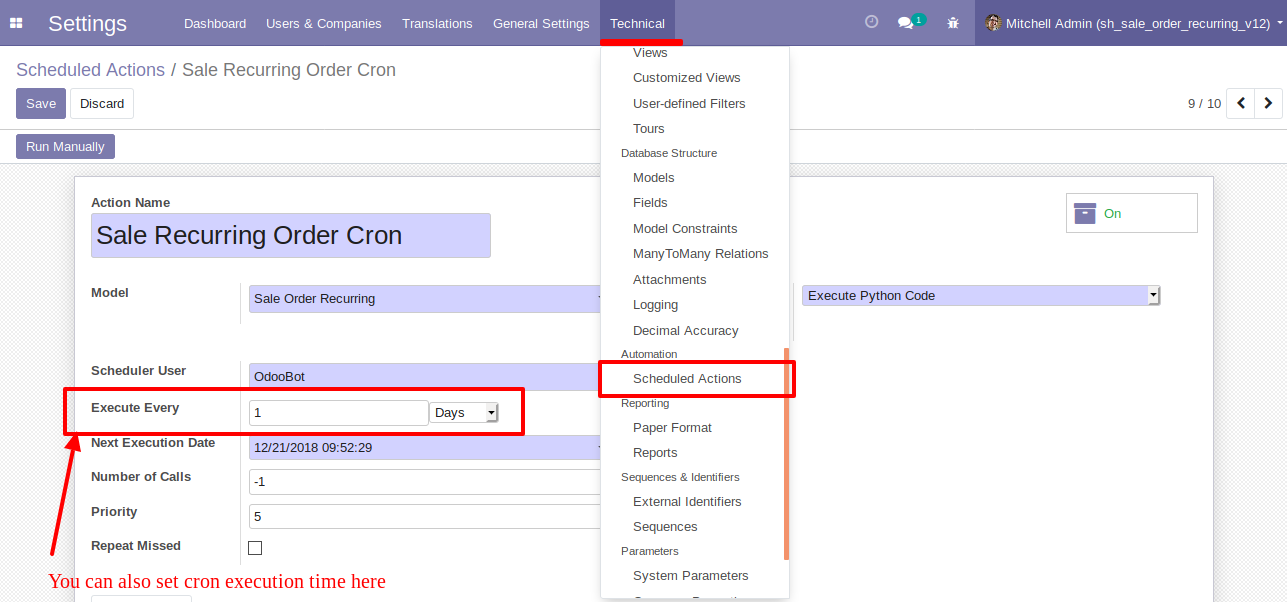 Settings Dashboard Users & Companies Translations General Settings Technical 1 Mitchell Admin (sh_sale_order_recurring_v12)
Scheduled Actions / Sale Recurring Order Cron
Save Discard
9 / 10
Run Manually
Views
Customized Views
User-defined Filters
Tours
Database Structure
Models
Fields
Model Constraints
ManyToMany Relations
Attachments
Logging
Decimal Accuracy
Automation
Scheduled Actions
Reporting
Paper Format
Reports
Sequences & Identifiers
External Identifiers
Sequences
Parameters
System Parameters
Action Name
Sale Recurring Order Cron
On
Model Sale Order Recurring
Execute Python Code
Scheduler User OdooBot
Execute Every 1 Days
Next Execution Date 12/21/2018 09:52:29
Number of Calls -1
Priority 5
Repeat Missed
You can also set cron execution time here